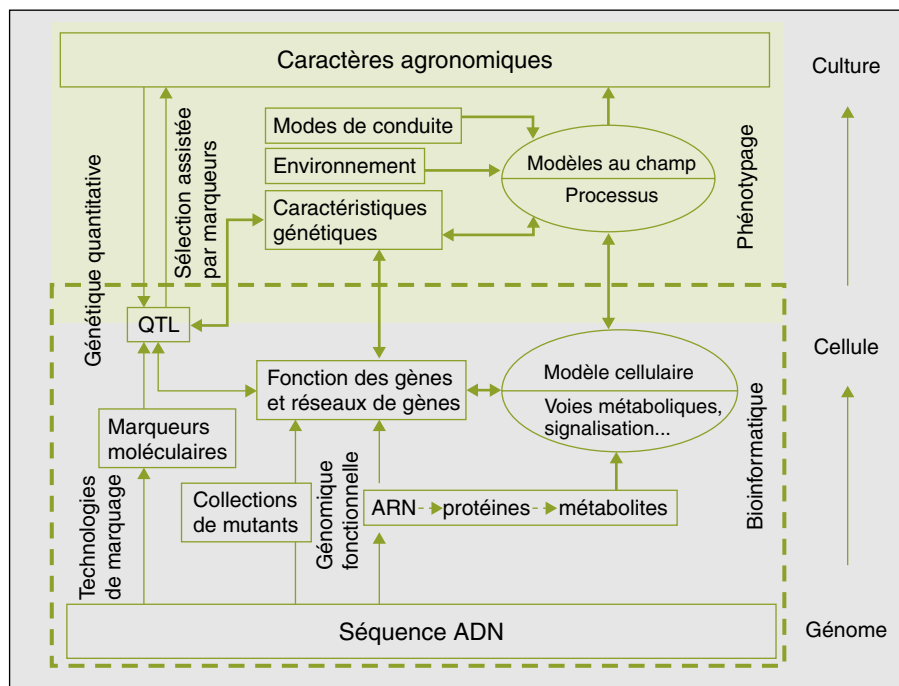 Caractères agronomiques
Culture
Modes de conduite
Environnement
Modèles au champ
Processus
Caractéristiques
génétiques
Génétique quantitative
Sélection assistée
par marqueurs
Phénotypage
QTL
Cellule
Fonction des gènes
et réseaux de gènes
Modèle cellulaire
Voies métaboliques,
signalisation...
Marqueurs
moléculaires
Technologies
de marquage
Collections
de mutants
Génomique
fonctionnelle
ARN protéines métabolites
Bioinformatique
Séquence ADN
Génome